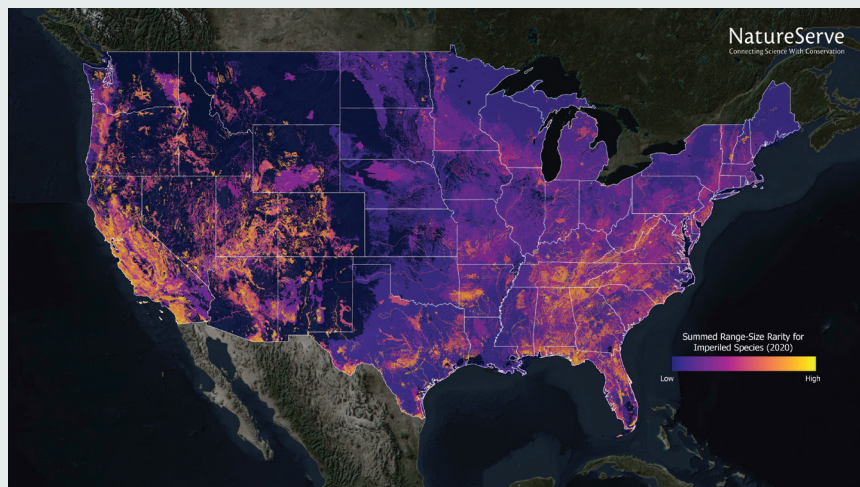 NatureServe
Connecting Science With Conservation
Summed Range-Size Rarity for
Imperiled Species (2020)
Low High